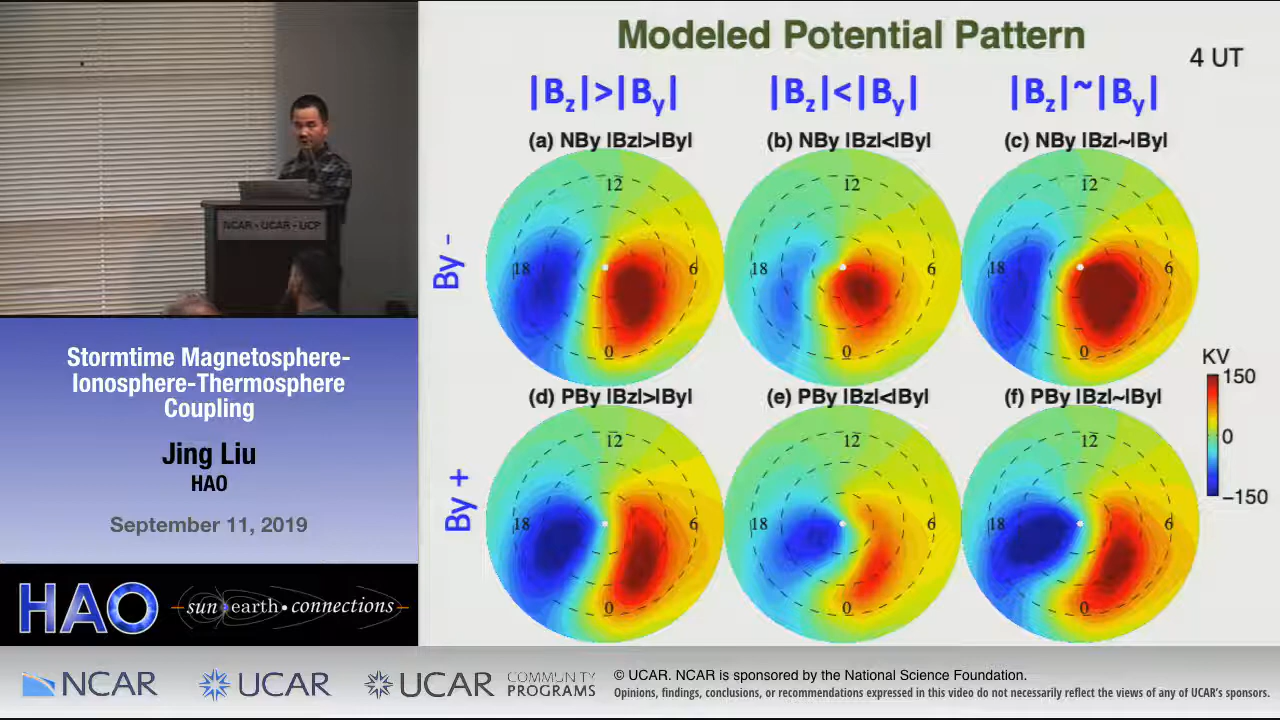 NCAR • UCAR • UCP
Stormtime Magnetosphere-
Ionosphere-Thermosphere
Coupling
Jing Liu
HAO
September 11, 2019
HAO
sun earth • connections
Modeled Potential Pattern
4 UT
|Bz|>|By|
|Bz|<|By|
|Bz|~|By|
By -
(a) NBy |Bz|>|By|
(b) NBy |Bz|<|By|
(c) NBy |Bz|~|By|
12
18
6
0
12
18
6
0
12
18
6
0
By +
(d) PBy |Bz|>|By|
(e) PBy |Bz|<|By|
(f) PBy |Bz|~|By|
12
18
6
0
12
18
6
0
12
18
6
0
KV
150
0
−150
NCAR
UCAR
UCAR
COMMUNITY
PROGRAMS
© UCAR. NCAR is sponsored by the National Science Foundation.
Opinions, findings, conclusions, or recommendations expressed in this video do not necessarily reflect the views of any of UCAR's sponsors.